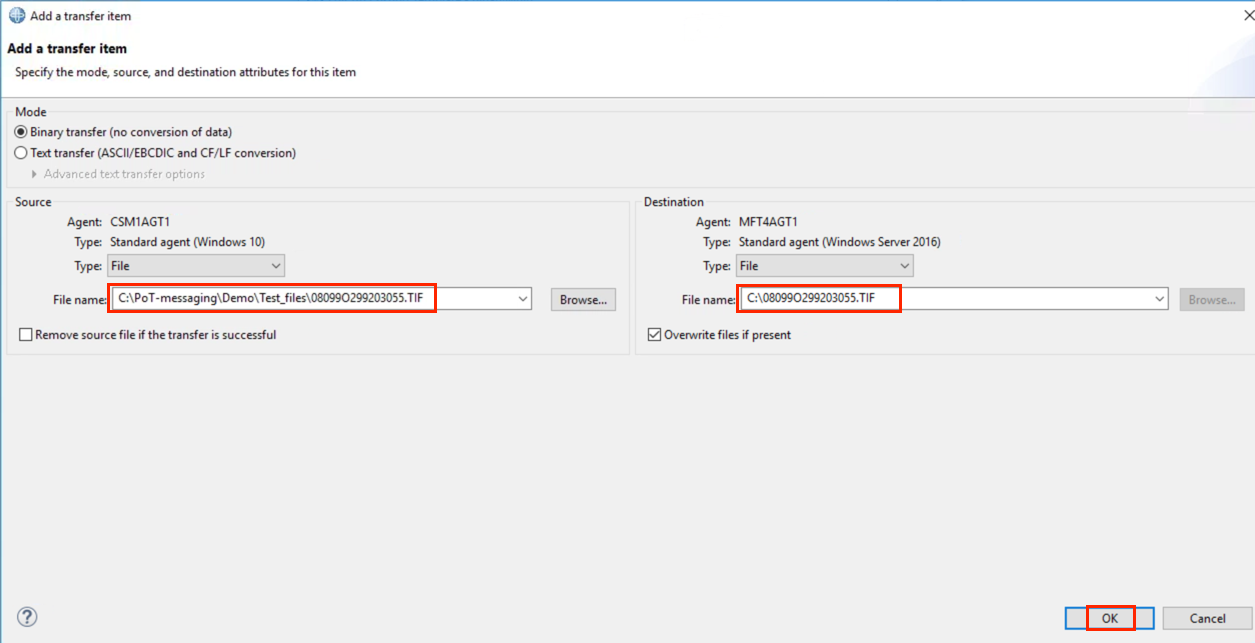 Add a transfer item
Add a transfer item
Specify the mode, source, and destination attributes for this item
Mode
Binary transfer (no conversion of data)
Text transfer (ASCII/EBCDIC and CF/LF conversion)
Advanced text transfer options
Source
Agent: CSM1AGT1
Type: Standard agent (Windows 10)
Type: File
File name: C:\PoT-messaging\Demo\Test_files\08099O299203055.TIF
Browse...
Remove source file if the transfer is successful
Destination
Agent: MFT4AGT1
Type: Standard agent (Windows Server 2016)
Type: File
File name: C:\08099O299203055.TIF
Browse...
Overwrite files if present
?
OK
Cancel